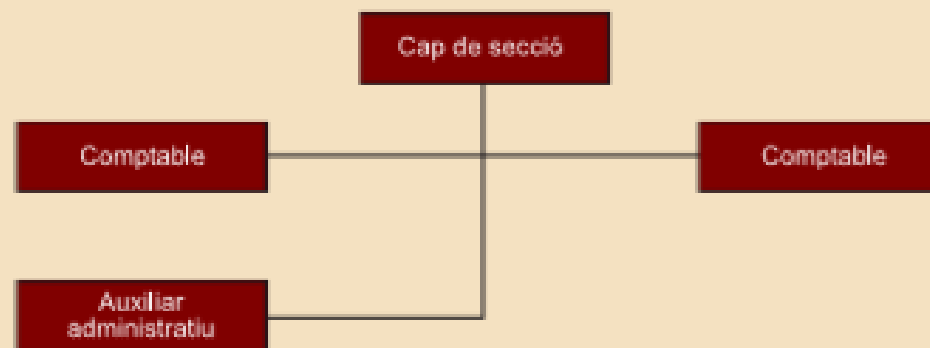 Cap de secció
Comptable
Comptable
Auxiliar
administratiu